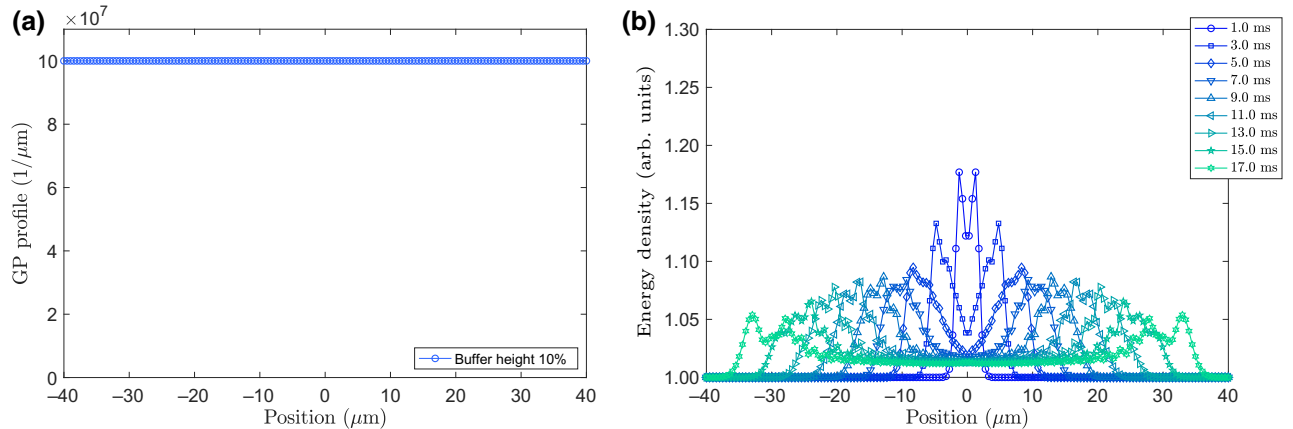 (a)
×10⁷
10
8
6
4
2
0
GP profile (1/μm)
Buffer height 10%
−40 −30 −20 −10 0 10 20 30 40
Position (μm)
(b)
1.30
1.25
1.20
1.15
1.10
1.05
1.00
Energy density (arb. units)
1.0 ms
3.0 ms
5.0 ms
7.0 ms
9.0 ms
11.0 ms
13.0 ms
15.0 ms
17.0 ms
−40 −30 −20 −10 0 10 20 30 40
Position (μm)